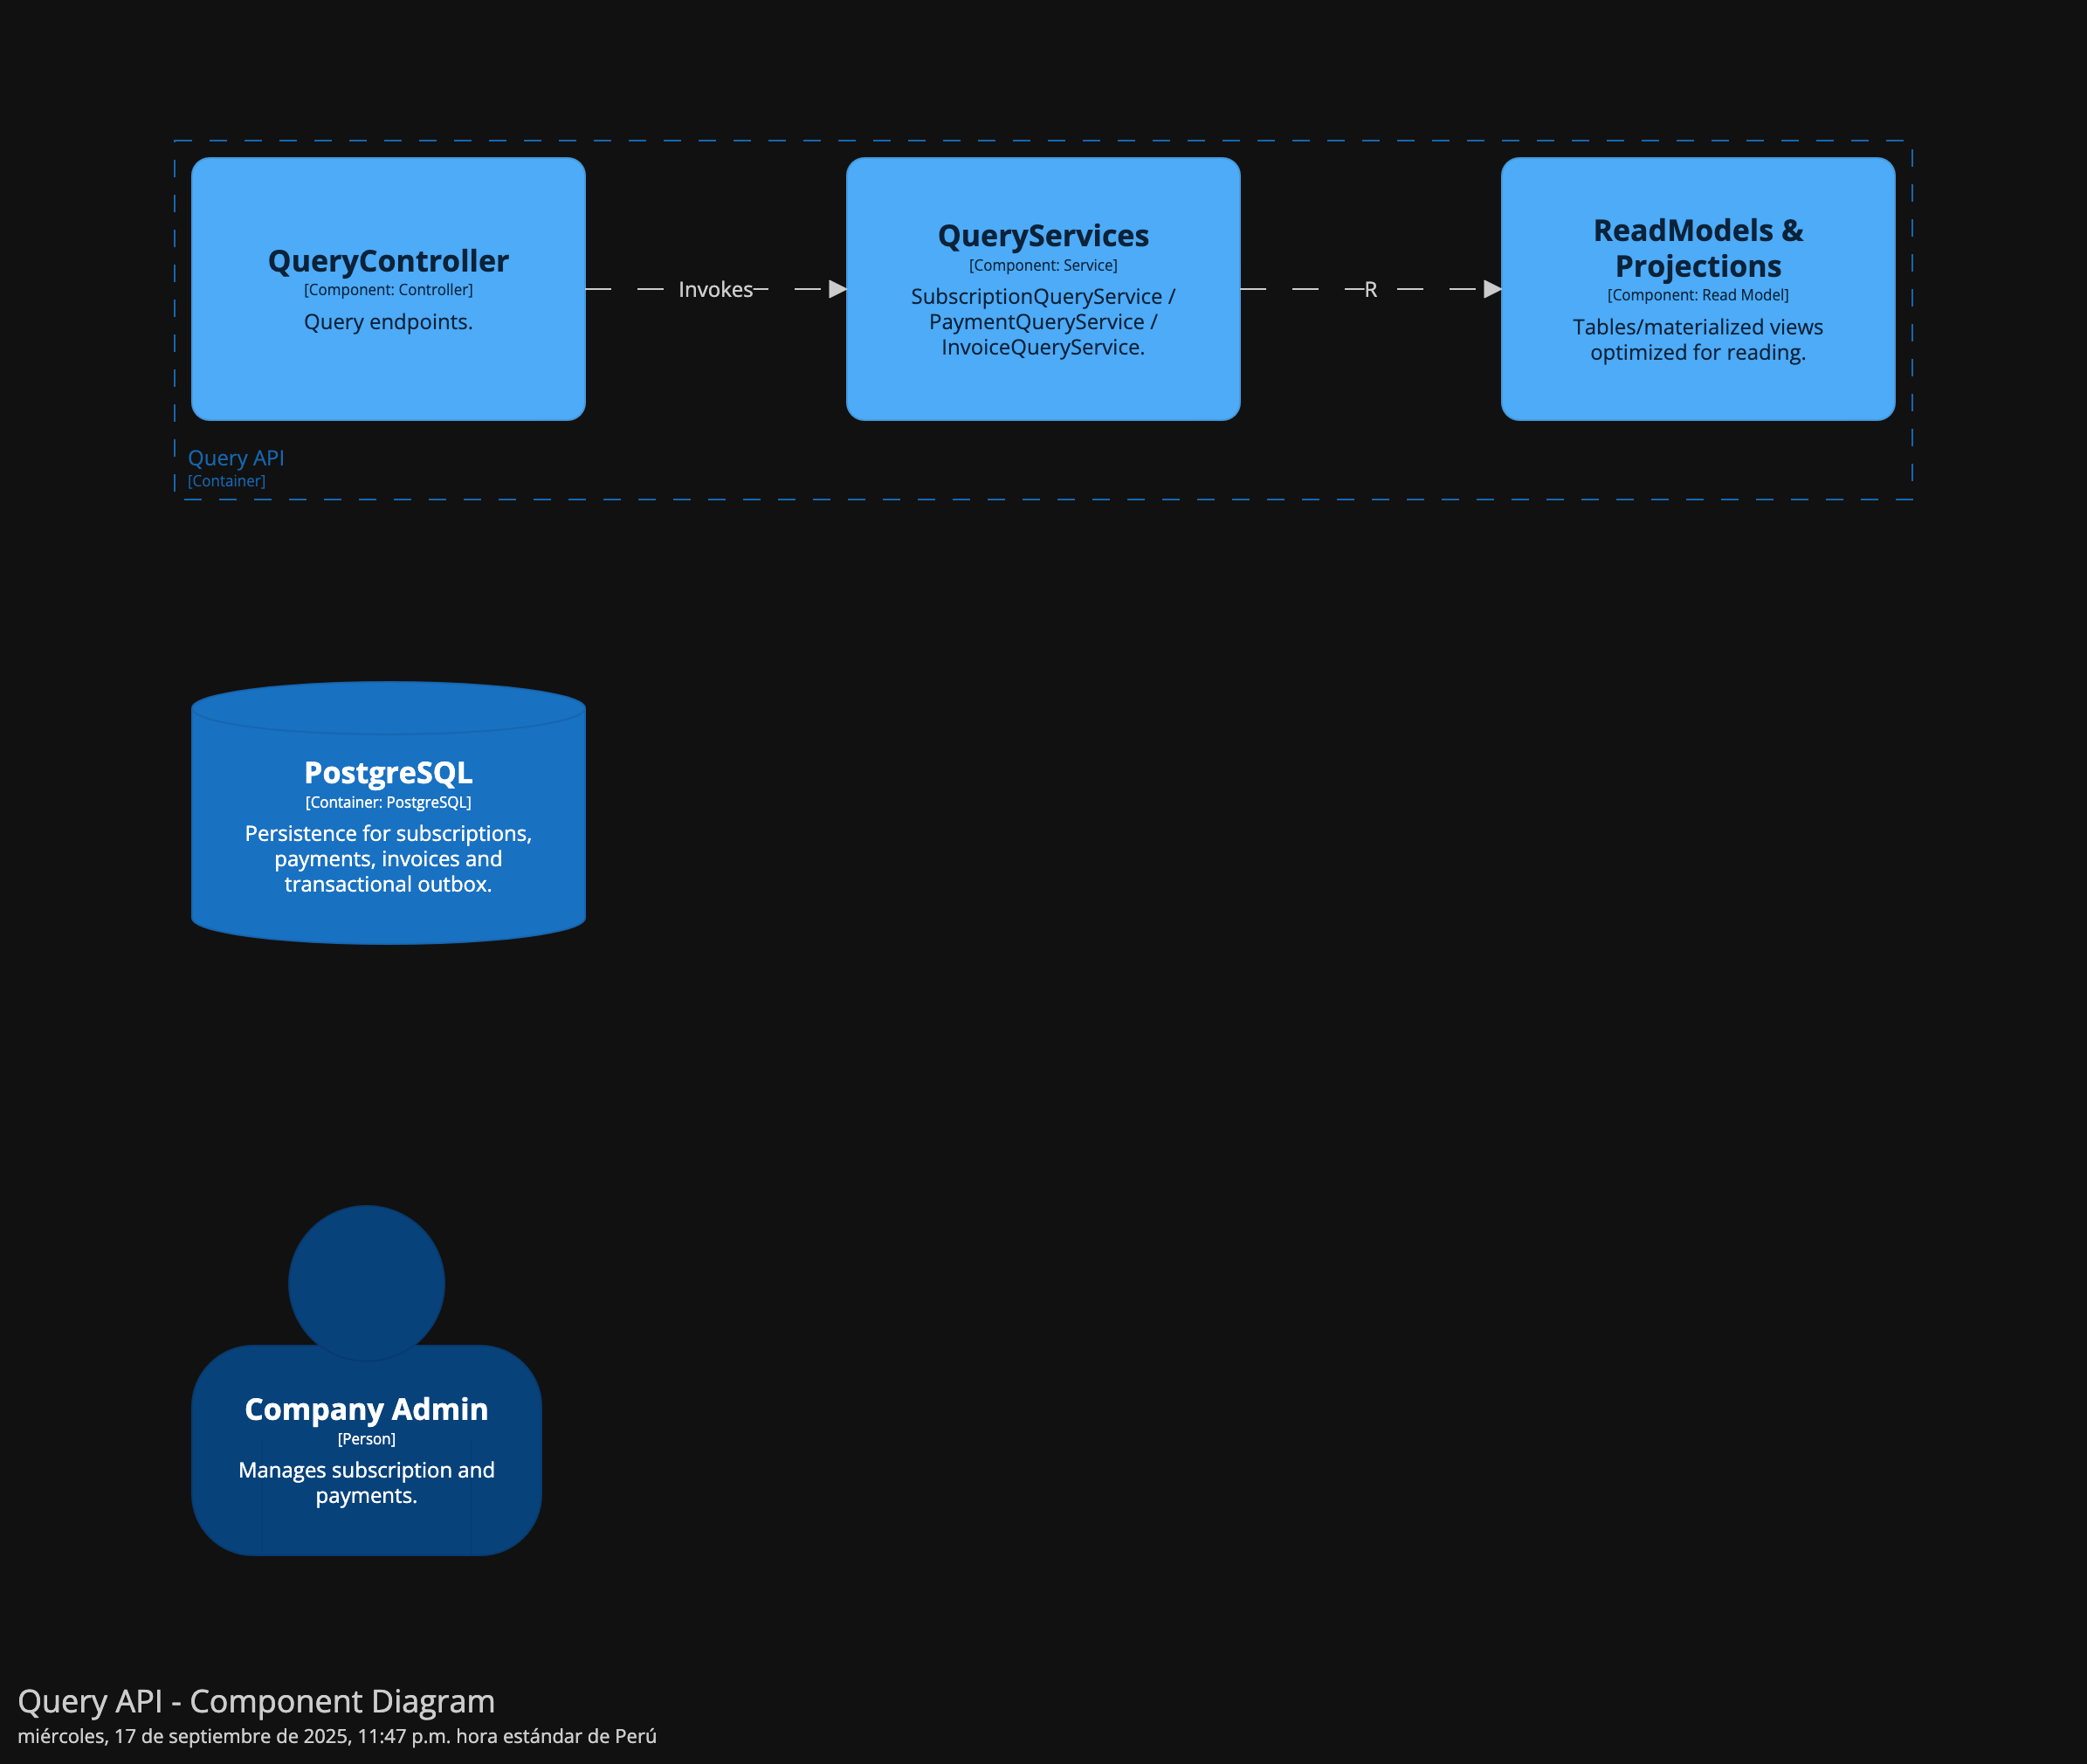 QueryController
[Component: Controller]
Query endpoints.
Invokes
QueryServices
[Component: Service]
SubscriptionQueryService /
PaymentQueryService /
InvoiceQueryService.
R
ReadModels &
Projections
[Component: Read Model]
Tables/materialized views
optimized for reading.
Query API
[Container]
PostgreSQL
[Container: PostgreSQL]
Persistence for subscriptions,
payments, invoices and
transactional outbox.
Company Admin
[Person]
Manages subscription and
payments.
Query API - Component Diagram
miércoles, 17 de septiembre de 2025, 11:47 p.m. hora estándar de Perú